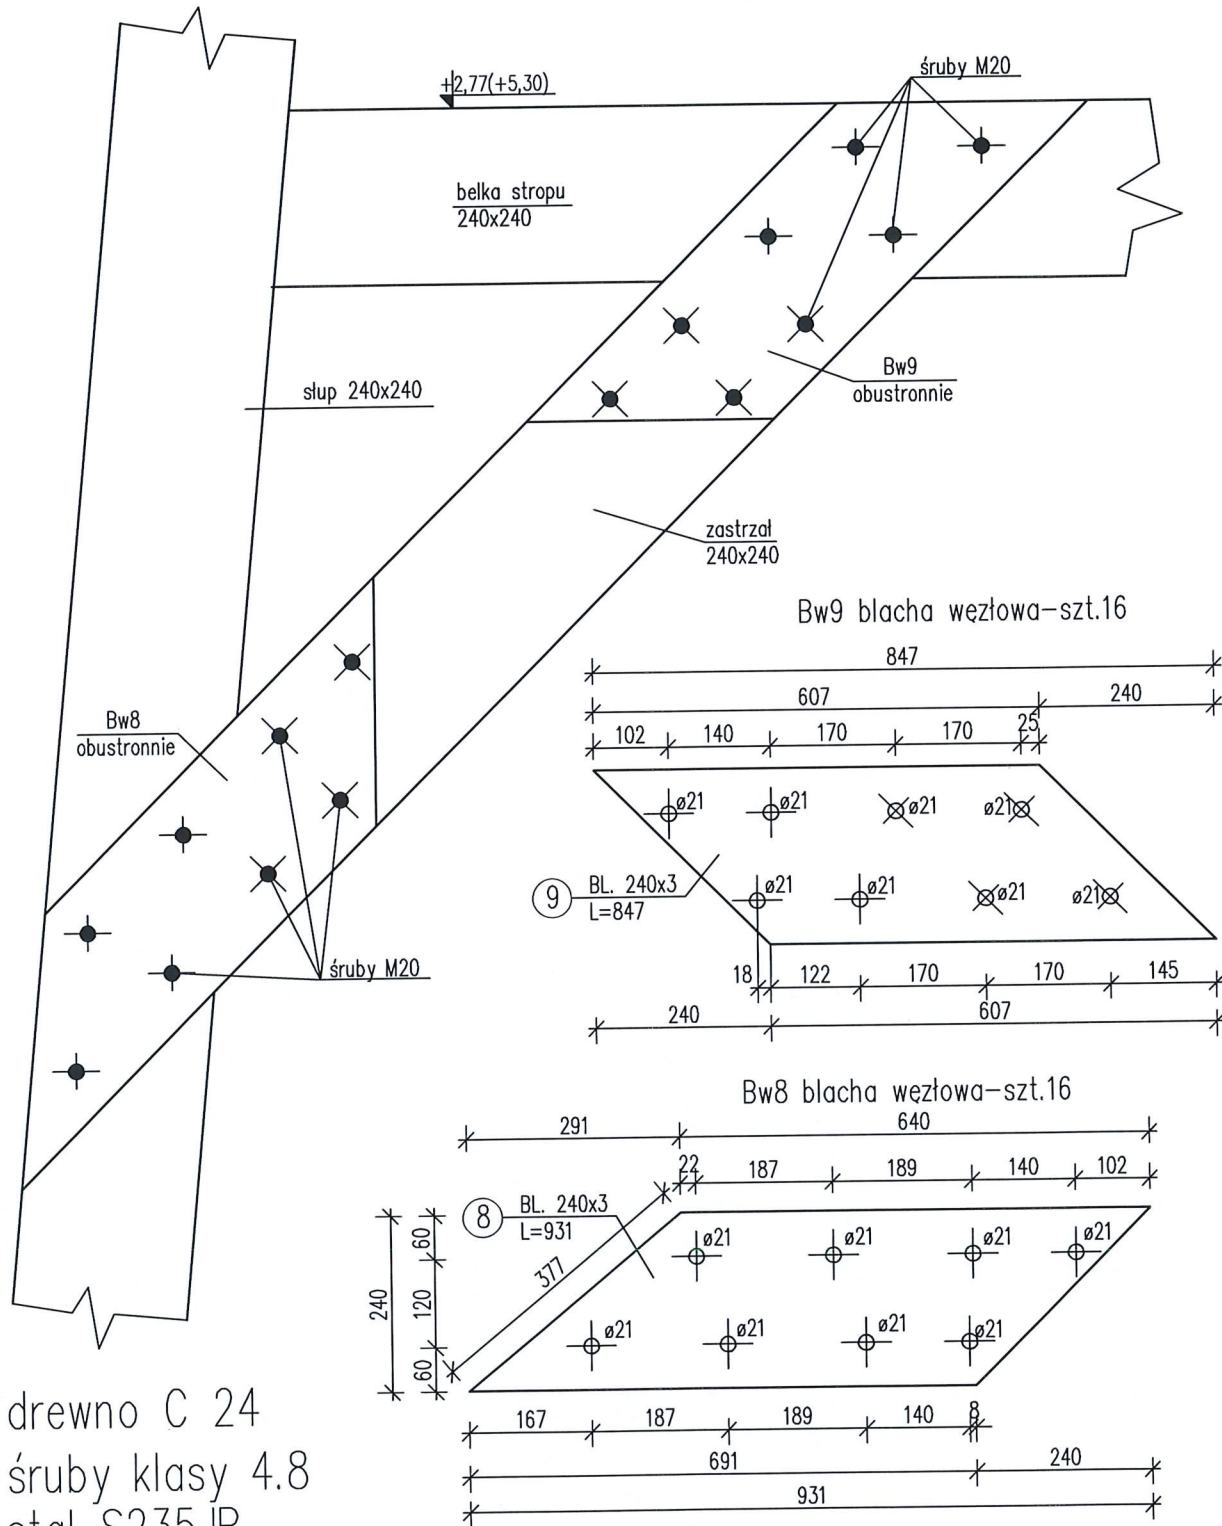 +2,77(+5,30)
śruby M20
belka stropu
240x240
słup 240x240
Bw9
obustronnie
zastrzał
240x240
Bw8
obustronnie
śruby M20
Bw9 blacha węzłowa-szt.16
847
607
240
102
140
170
170
25
ø21
ø21
ø21
ø21
9
BL. 240x3
L=847
ø21
ø21
ø21
ø21
18
122
170
170
145
240
607
Bw8 blacha węzłowa-szt.16
291
640
22
187
189
140
102
8
BL. 240x3
L=931
377
240
60
120
60
ø21
ø21
ø21
ø21
ø21
ø21
ø21
ø21
167
187
189
140
8
691
240
931
drewno C 24
śruby klasy 4.8
stal S235JR